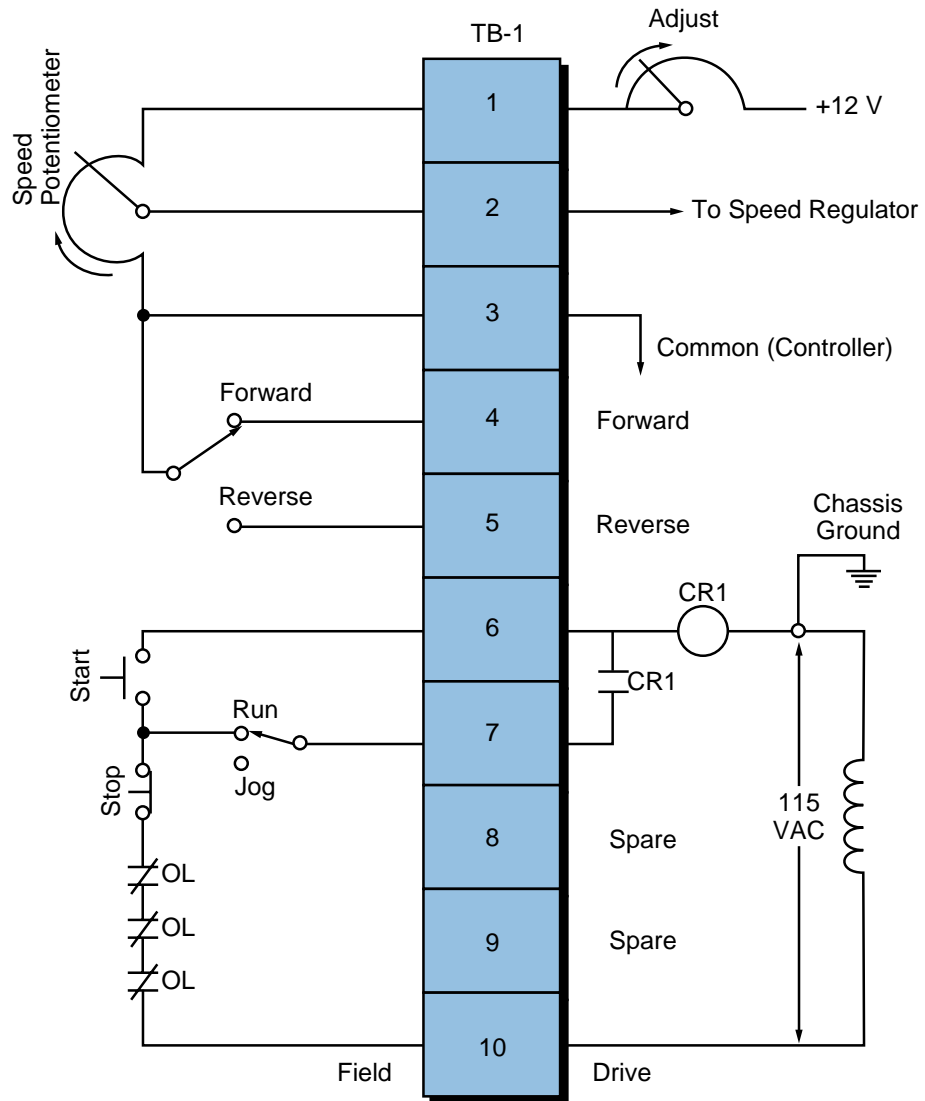 TB-1
Adjust
Speed
Potentiometer
1
+12 V
2
To Speed Regulator
3
Common (Controller)
Forward
4
Forward
Reverse
5
Reverse
Chassis
Ground
CR1
6
Start
CR1
Run
7
Jog
Stop
115
VAC
8
Spare
OL
9
Spare
OL
OL
10
Field
Drive